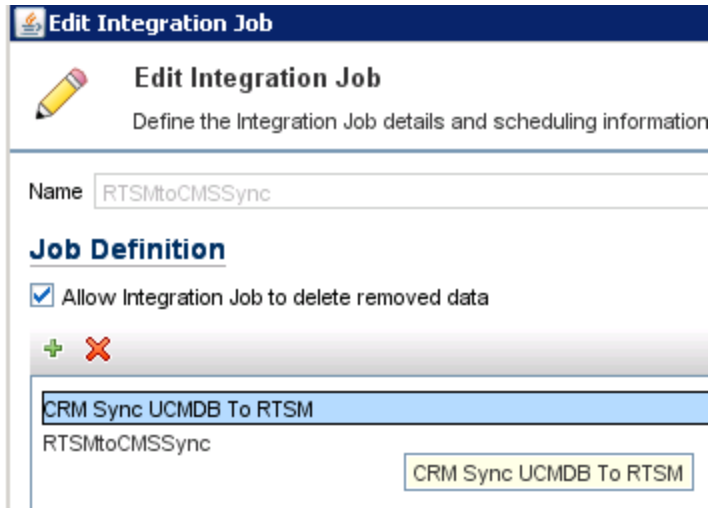 Edit Integration Job
Edit Integration Job
Define the Integration Job details and scheduling information
Name RTSMtoCMSSync
Job Definition
Allow Integration Job to delete removed data
CRM Sync UCMDB To RTSM
RTSMtoCMSSync
CRM Sync UCMDB To RTSM